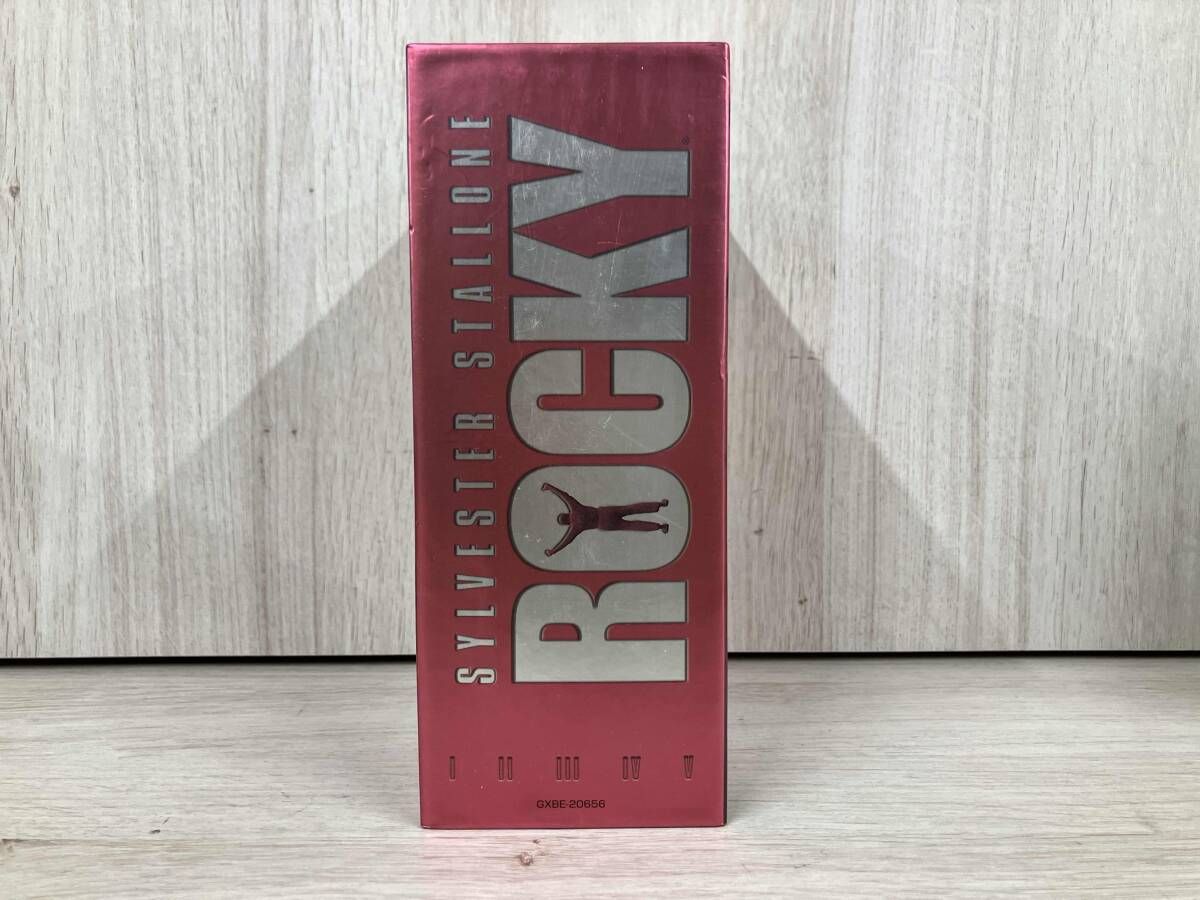 SYLVESTER STALLONE
ROCKY®
I II III IV V
GXBE-20656